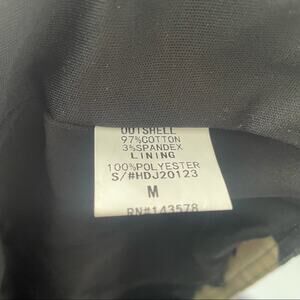 OUTSHELL
97%COTTON
3%SPANDEX
LINING
100%POLYESTER
S/#HDJ20123
M
RN#143578